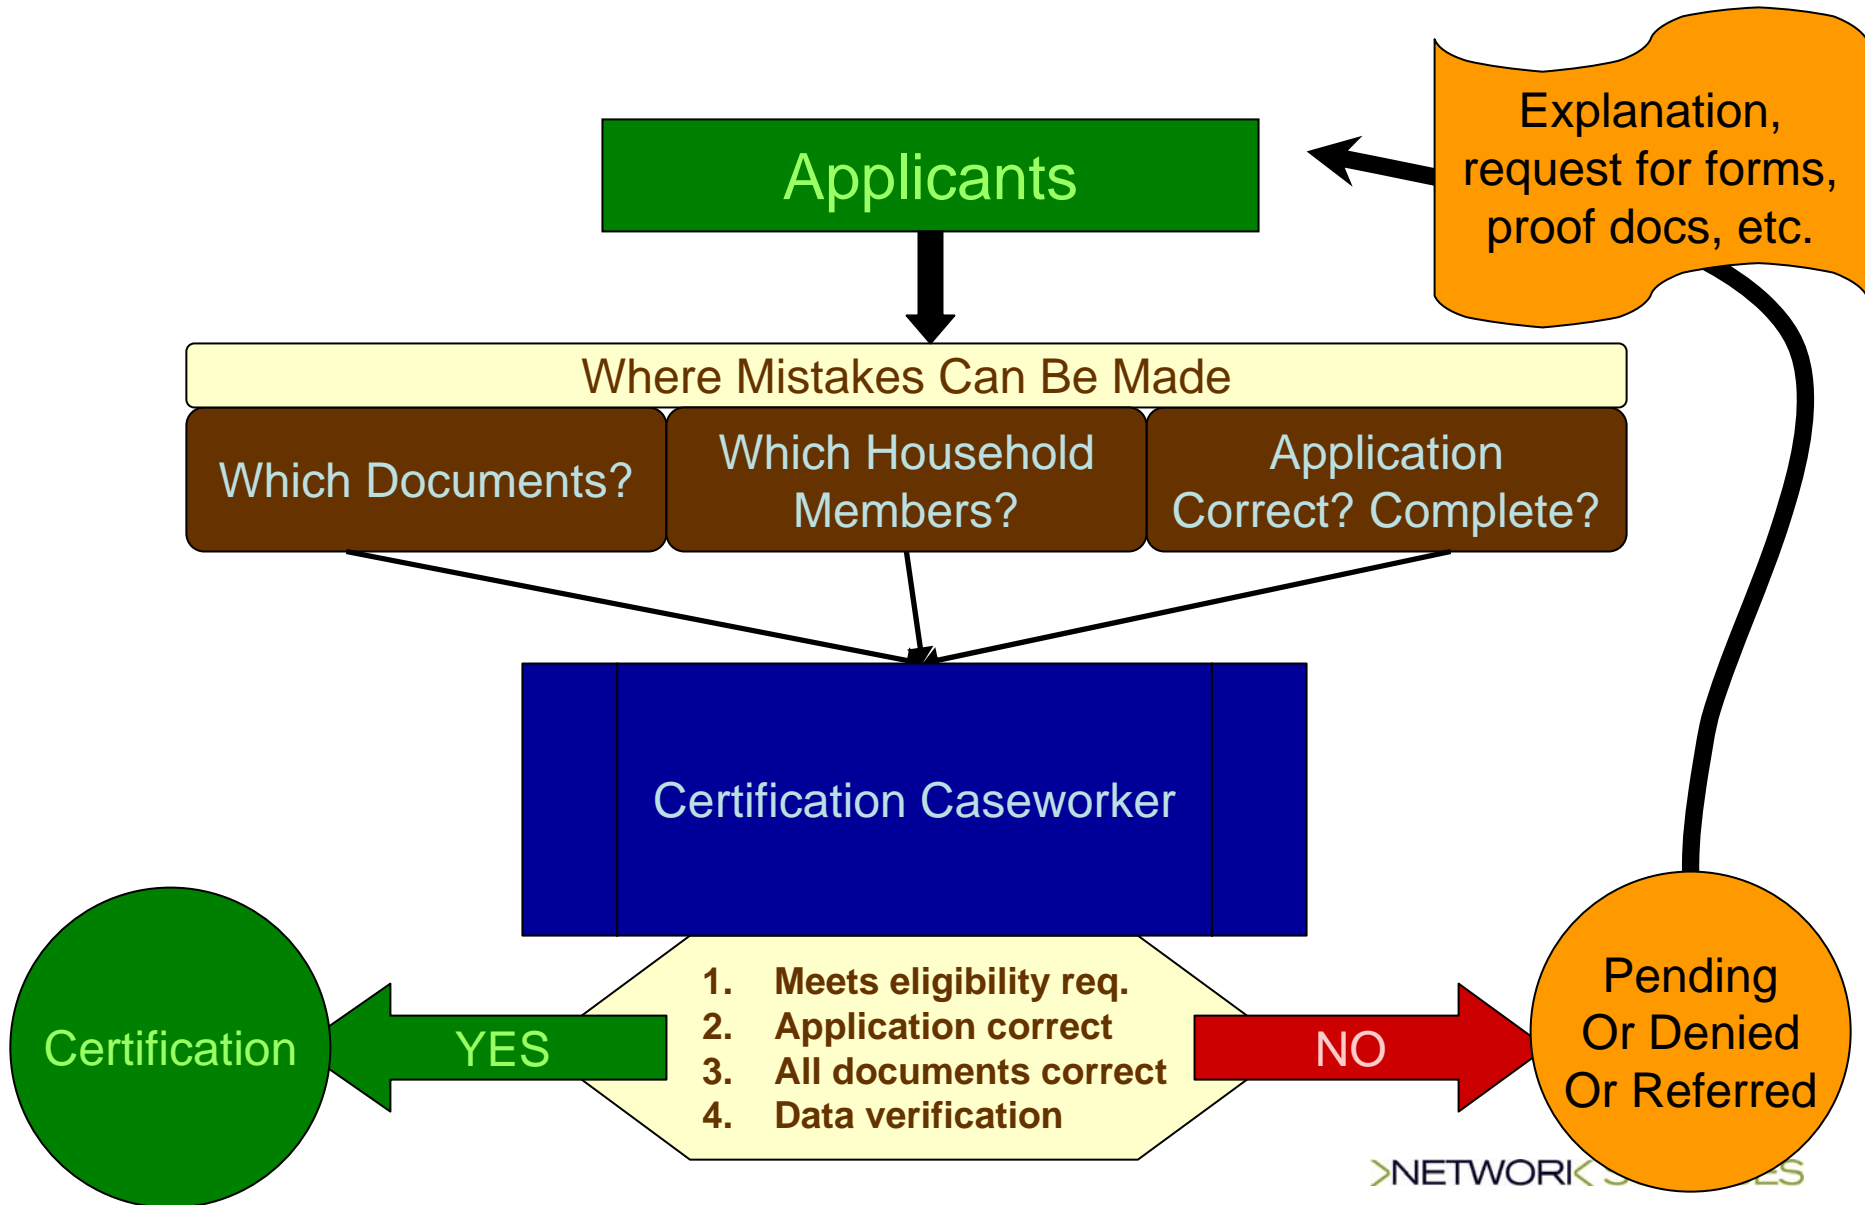 Explanation,
request for forms,
proof docs, etc.
Applicants
Where Mistakes Can Be Made
Which Documents?
Which Household
Members?
Application
Correct? Complete?
Certification Caseworker
1. Meets eligibility req.
2. Application correct
3. All documents correct
4. Data verification
YES
Certification
NO
Pending
Or Denied
Or Referred
>NETWORK<